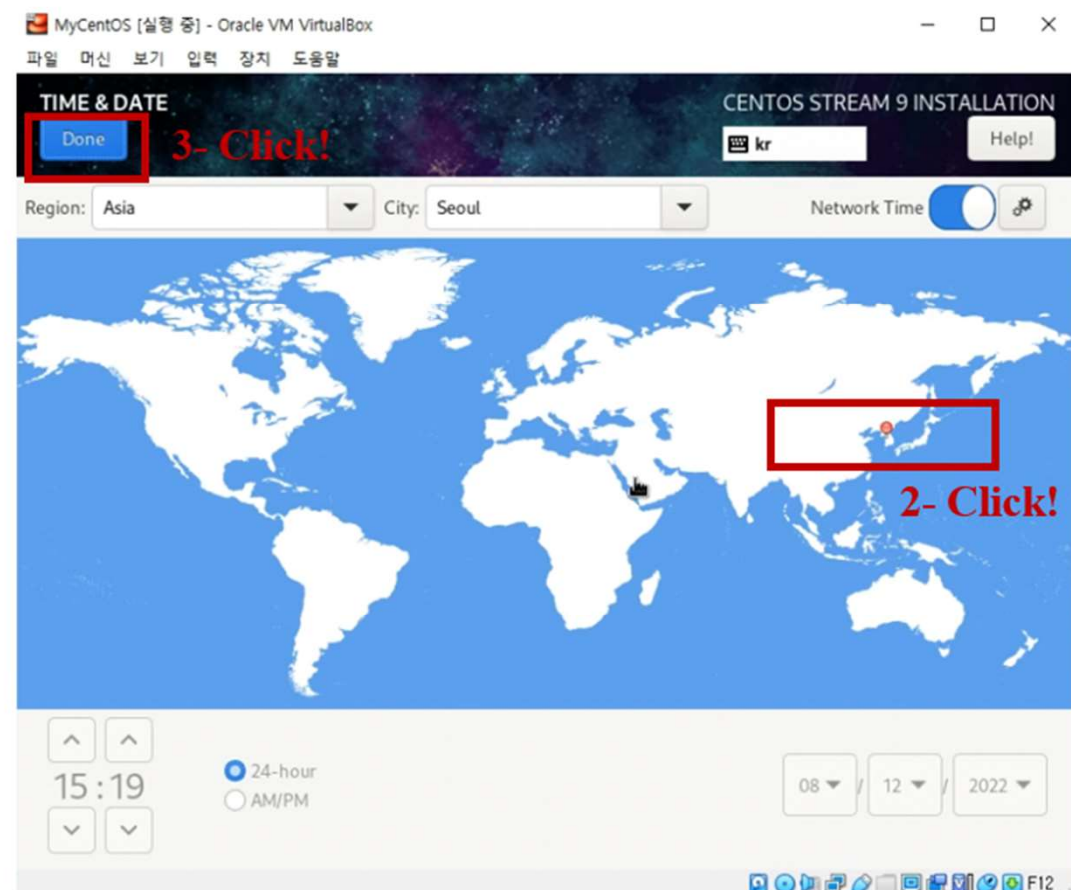 MyCentOS [실행 중] - Oracle VM VirtualBox
파일 머신 보기 입력 장치 도움말
TIME & DATE
CENTOS STREAM 9 INSTALLATION
Done
3- Click!
kr
Help!
Region: Asia
City: Seoul
Network Time
2- Click!
15 : 19
24-hour
AM/PM
08 / 12 / 2022
F12